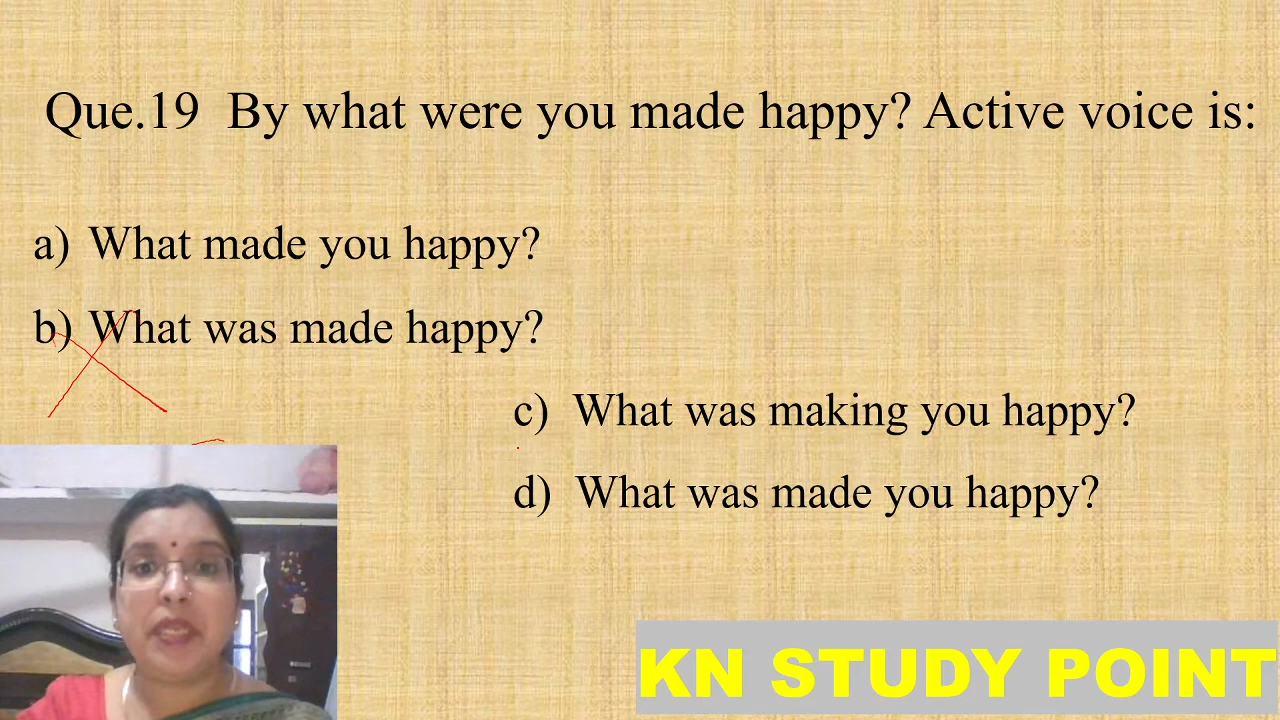 Que.19 By what were you made happy? Active voice is:
a) What made you happy?
b) What was made happy?
c) What was making you happy?
d) What was made you happy?
KN STUDY POINT